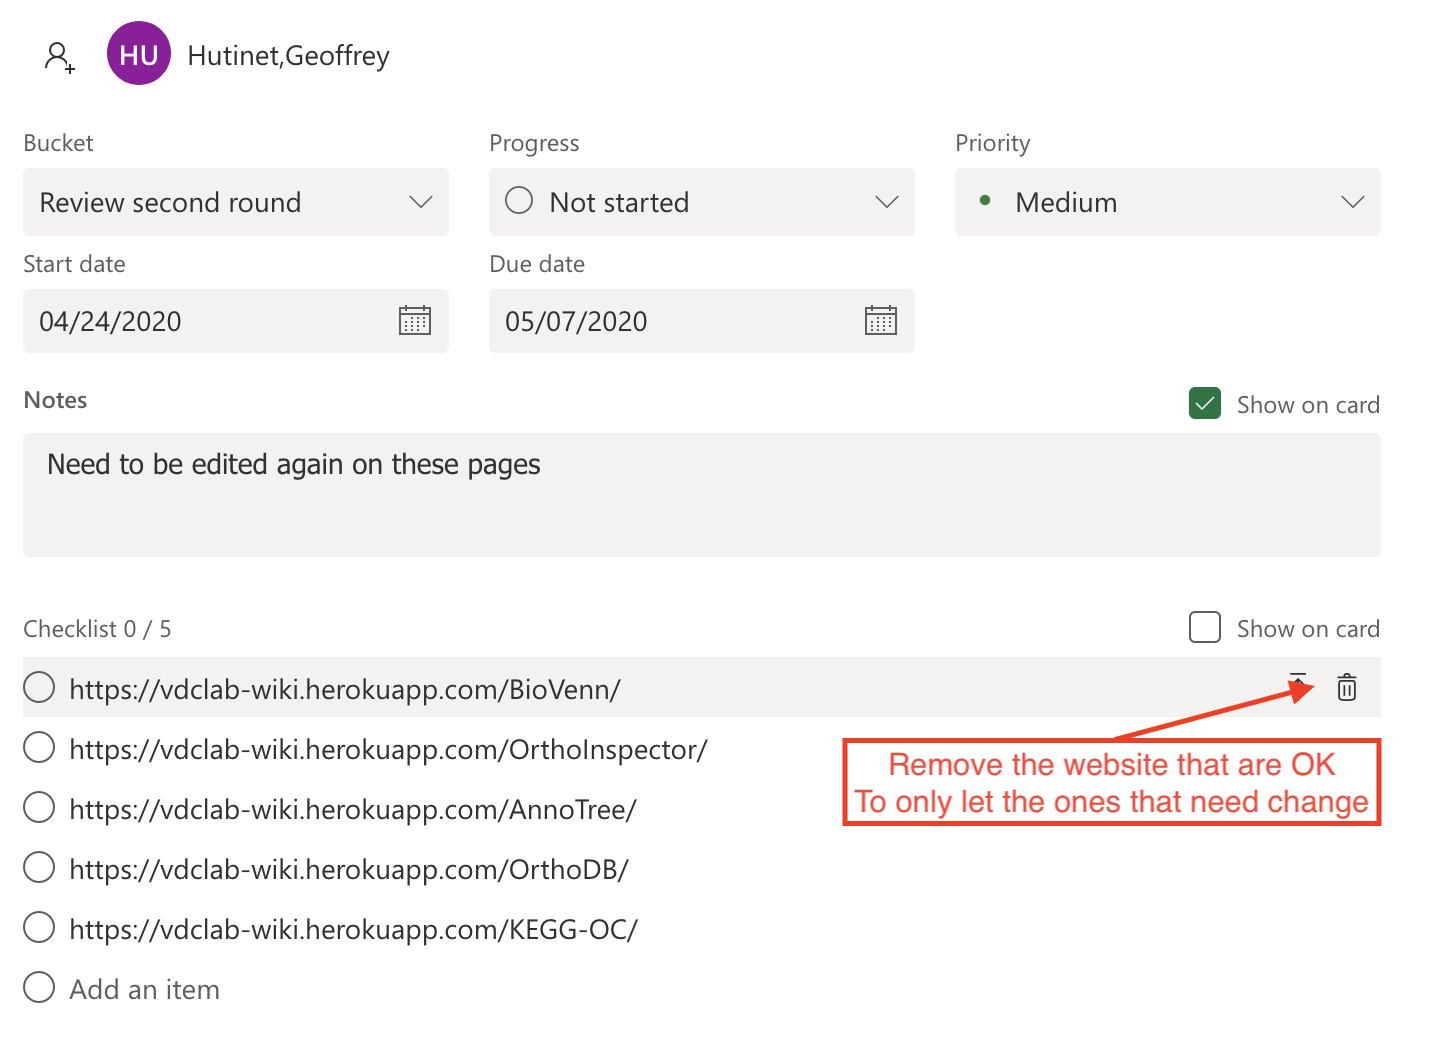 HU Hutinet,Geoffrey
Bucket Progress Priority
Review second round Not started Medium
Start date Due date
04/24/2020 05/07/2020
Notes Show on card
Need to be edited again on these pages
Checklist 0 / 5 Show on card
https://vdclab-wiki.herokuapp.com/BioVenn/
https://vdclab-wiki.herokuapp.com/OrthoInspector/
Remove the website that are OK
To only let the ones that need change
https://vdclab-wiki.herokuapp.com/AnnoTree/
https://vdclab-wiki.herokuapp.com/OrthoDB/
https://vdclab-wiki.herokuapp.com/KEGG-OC/
Add an item